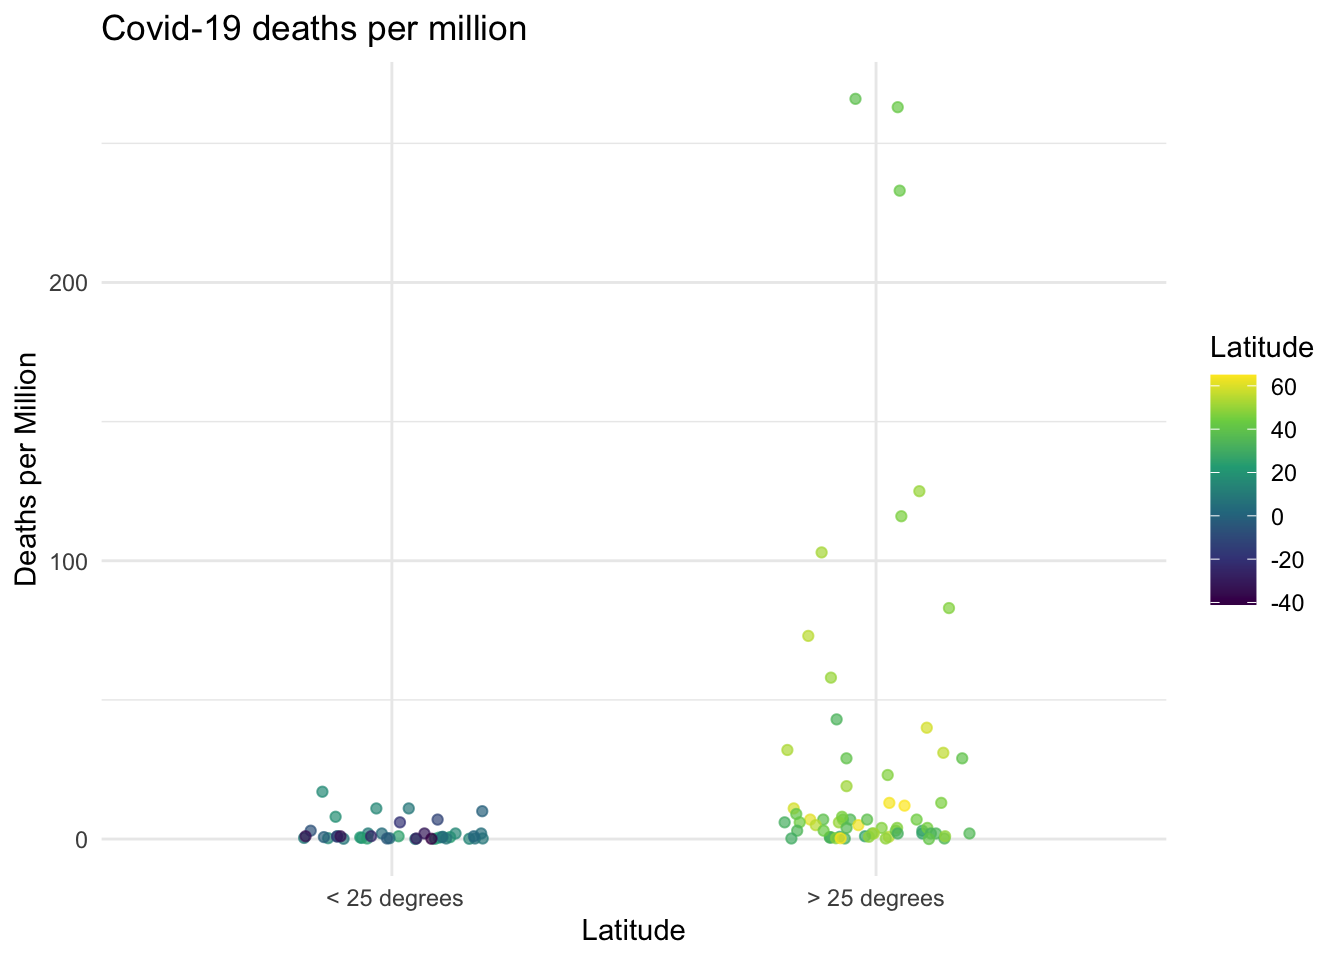 Covid-19 deaths per million
Deaths per Million
200
100
0
< 25 degrees
> 25 degrees
Latitude
Latitude
60
40
20
0
-20
-40